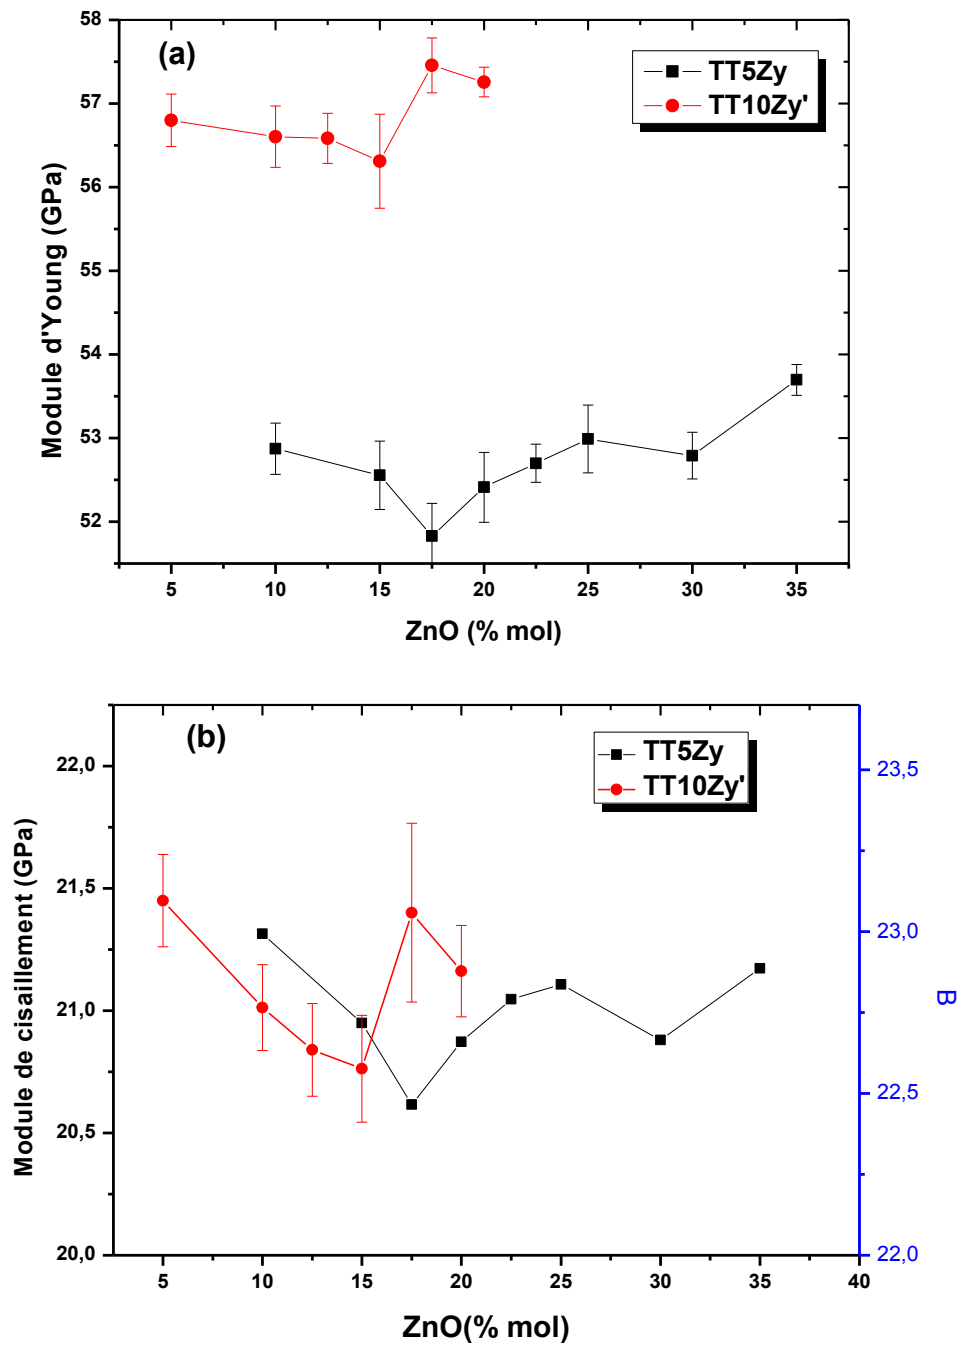 (a)
TT5Zy
TT10Zy'
Module d'Young (GPa)
58
57
56
55
54
53
52
5 10 15 20 25 30 35
ZnO (% mol)
(b)
TT5Zy
TT10Zy'
Module de cisaillement (GPa)
22,0
21,5
21,0
20,5
20,0
23,5
23,0
22,5
22,0
B
5 10 15 20 25 30 35 40
ZnO(% mol)